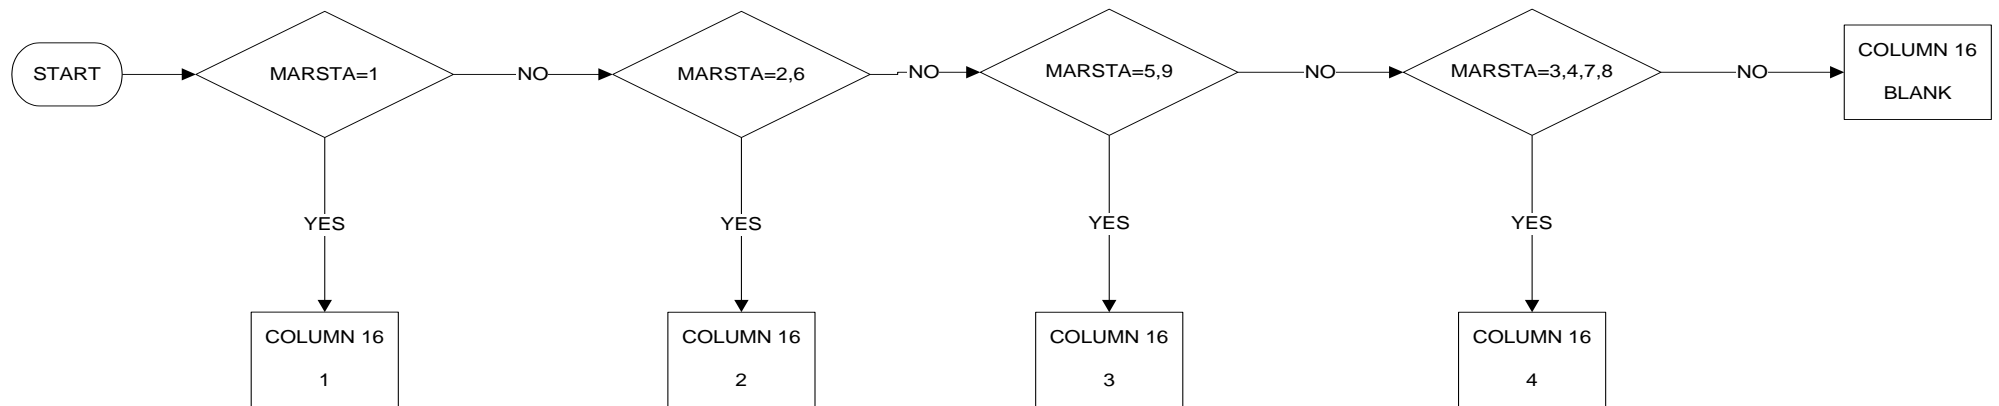 START
MARSTA=1
NO
MARSTA=2,6
NO
MARSTA=5,9
NO
MARSTA=3,4,7,8
NO
COLUMN 16
BLANK
YES
YES
YES
YES
COLUMN 16
1
COLUMN 16
2
COLUMN 16
3
COLUMN 16
4